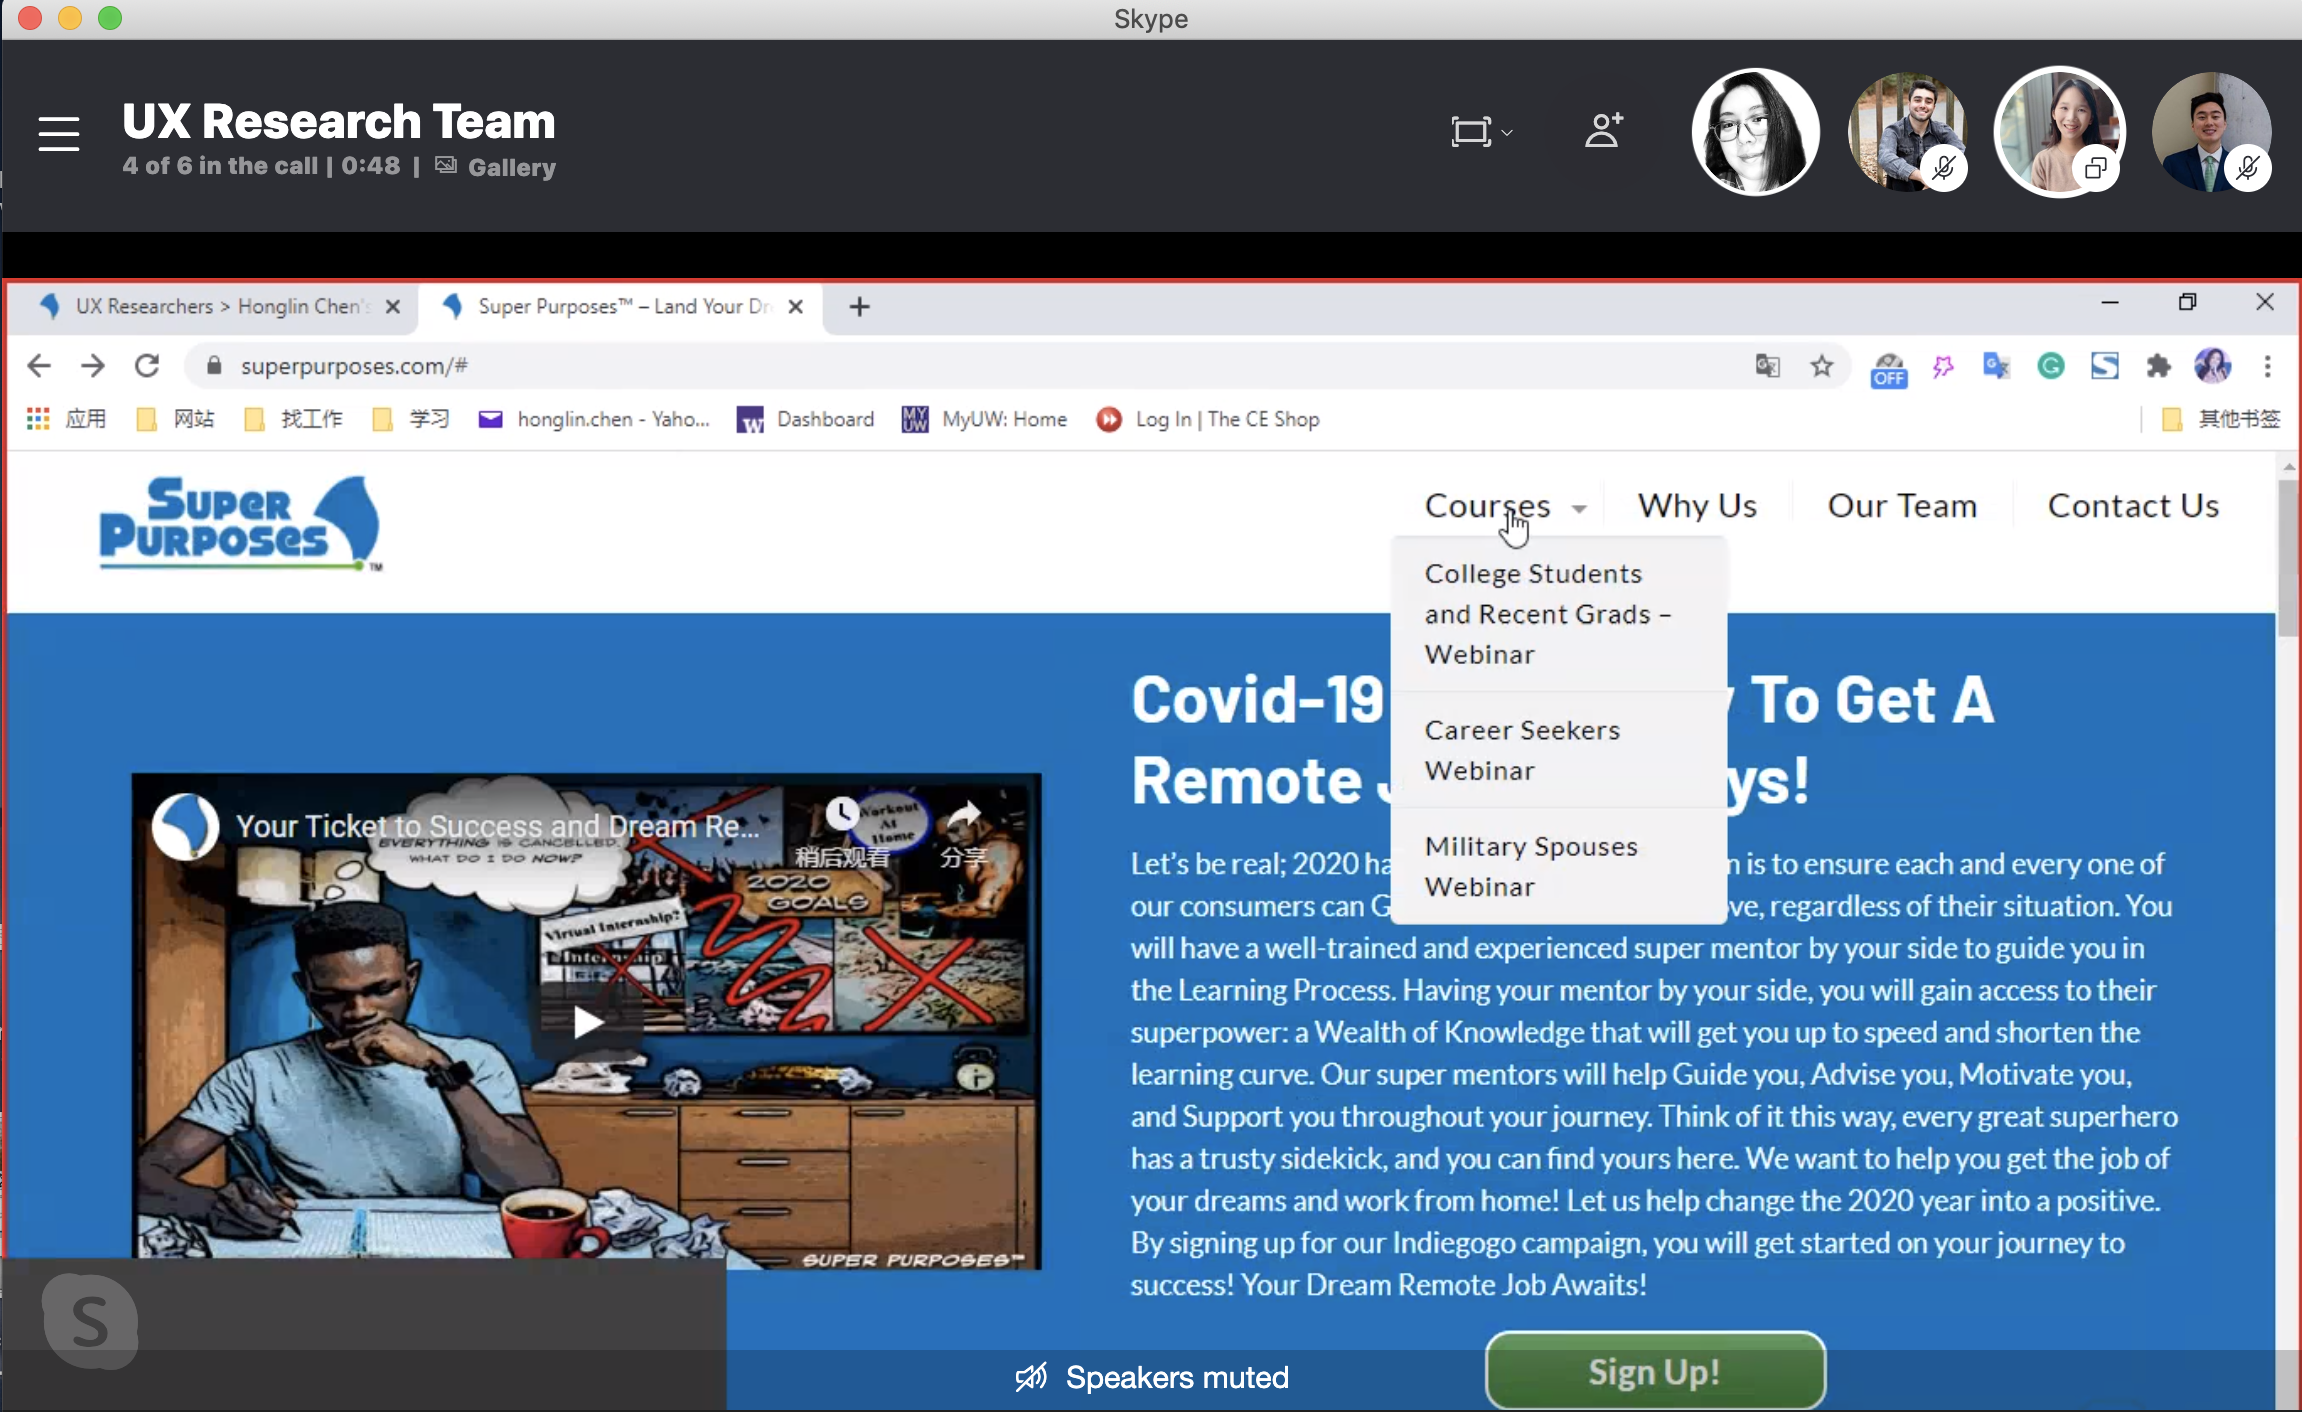 Skype
UX Research Team
4 of 6 in the call | 0:48 | Gallery
UX Researchers > Honglin Chen's
Super Purposes™ – Land Your Dr
superpurposes.com/#
OFF
应用
网站
找工作
学习
honglin.chen - Yaho...
Dashboard
MyUW: Home
Log In | The CE Shop
其他书签
SUPER
PURPOSES
TM
Courses
Why Us
Our Team
Contact Us
College Students
and Recent Grads –
Webinar
Career Seekers
Webinar
Military Spouses
Webinar
Covid-19 To Get A
Remote ys!
Your Ticket to Success and Dream Re...
稍后观看
分享
EVERYTHING IS CANCELLED.
WHAT DO I DO NOW?
Workout
At
Home
2020
GOALS
Virtual Internship?
Internship
SUPER PURPOSES™
Let's be real; 2020 ha is to ensure each and every one of
our consumers can G ve, regardless of their situation. You
will have a well-trained and experienced super mentor by your side to guide you in
the Learning Process. Having your mentor by your side, you will gain access to their
superpower: a Wealth of Knowledge that will get you up to speed and shorten the
learning curve. Our super mentors will help Guide you, Advise you, Motivate you,
and Support you throughout your journey. Think of it this way, every great superhero
has a trusty sidekick, and you can find yours here. We want to help you get the job of
your dreams and work from home! Let us help change the 2020 year into a positive.
By signing up for our Indiegogo campaign, you will get started on your journey to
success! Your Dream Remote Job Awaits!
Sign Up!
Speakers muted